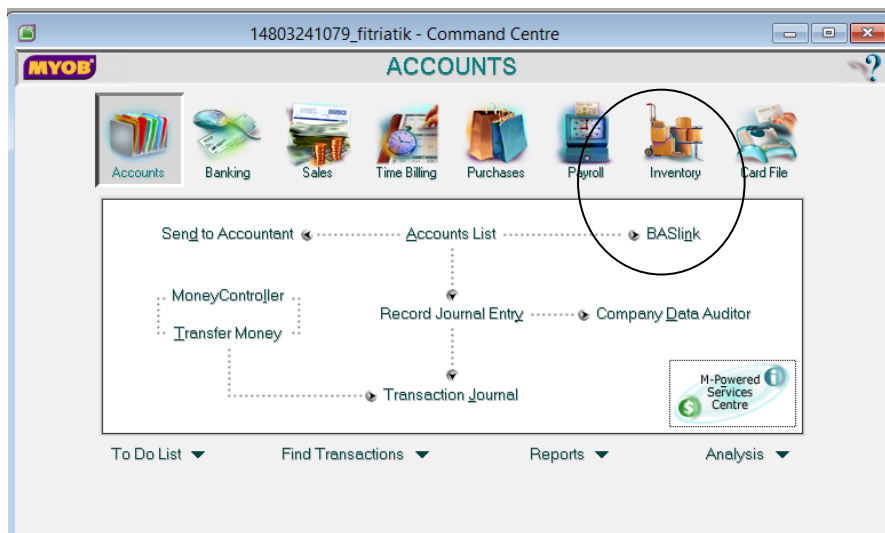 14803241079_fitriatik - Command Centre
MYOB
ACCOUNTS
?
Accounts Banking Sales Time Billing Purchases Payroll Inventory Card File
INVOICE
Send to Accountant Accounts List BASlink
MoneyController
Record Journal Entry Company Data Auditor
Transfer Money
Transaction Journal
M-Powered
Services
Centre
To Do List Find Transactions Reports Analysis